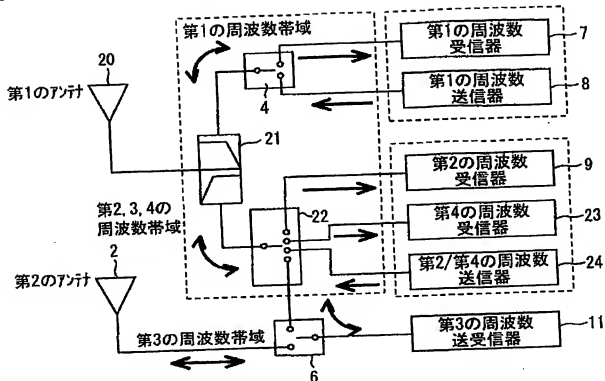 第1の周波数帯域
20
第1のアンテナ
4
第1の周波数
受信器
7
第1の周波数
送信器
8
21
第2,3,4の
周波数帯域
22
第2の周波数
受信器
9
第4の周波数
受信器
23
第2/第4の周波数
送信器
24
第2のアンテナ
2
第3の周波数帯域
6
第3の周波数
送受信器
11